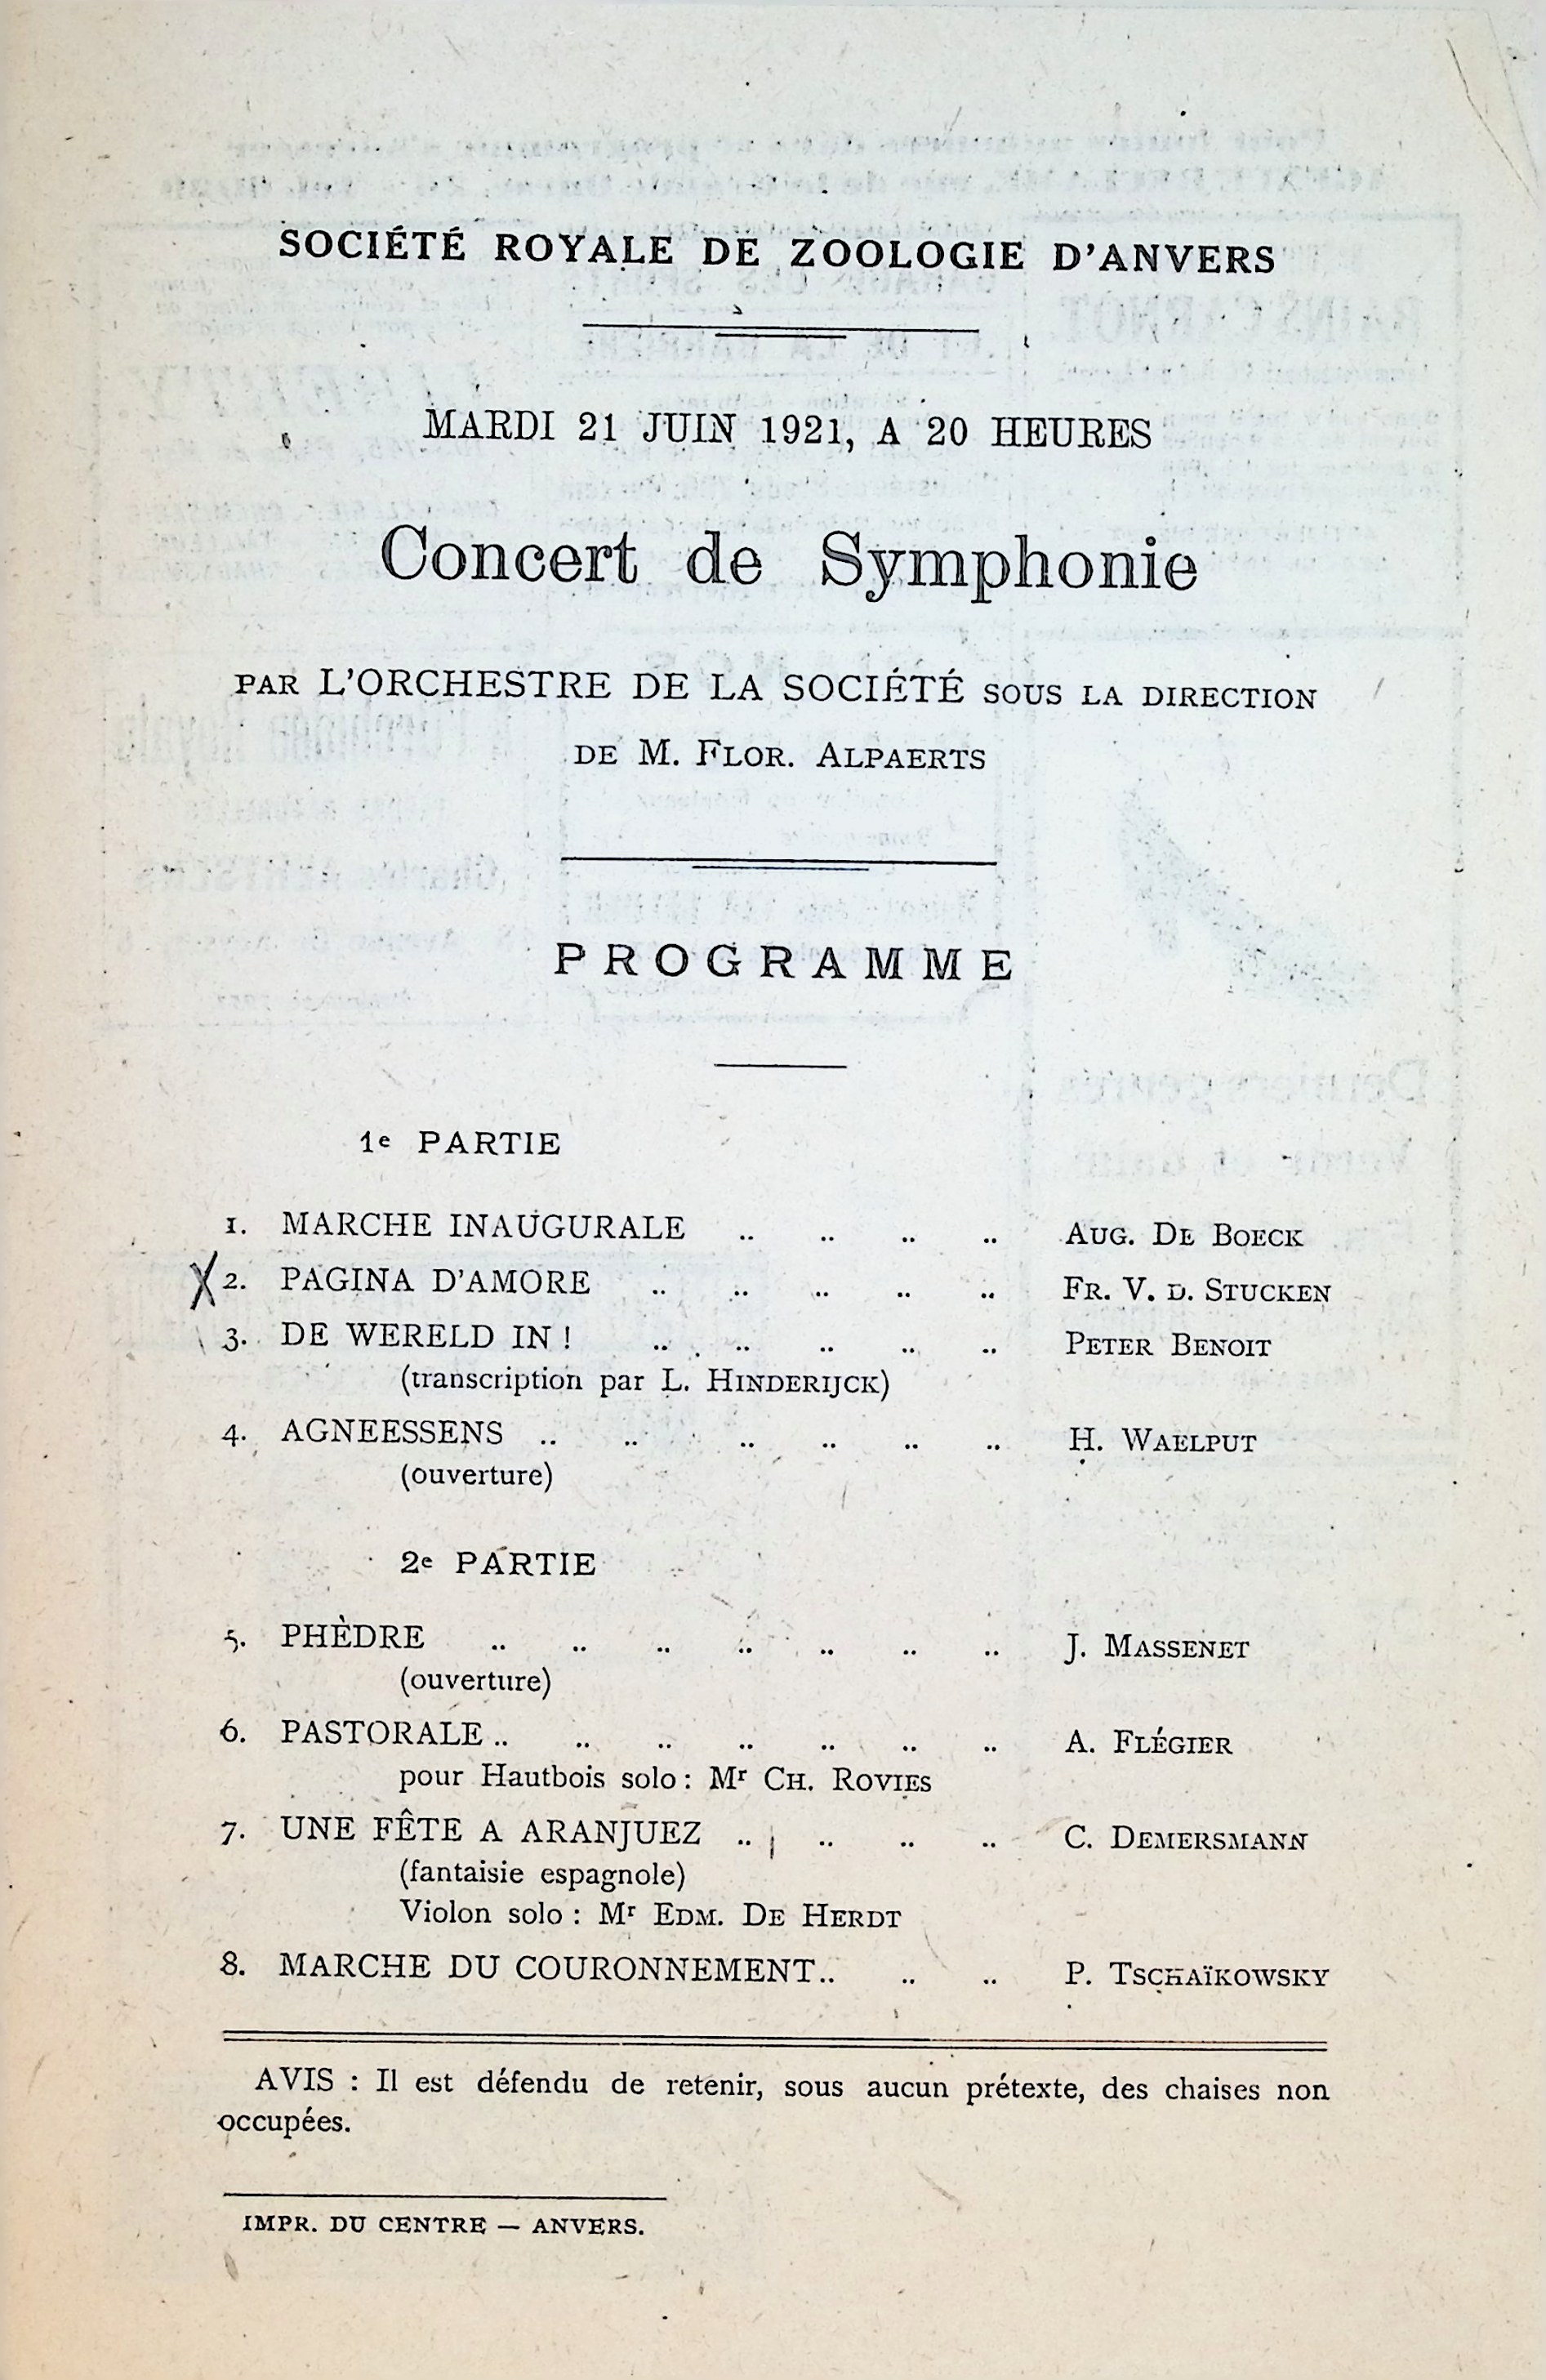 SOCIÉTÉ ROYALE DE ZOOLOGIE D'ANVERS
MARDI 21 JUIN 1921, A 20 HEURES
Concert de Symphonie
PAR L'ORCHESTRE DE LA SOCIÉTÉ SOUS LA DIRECTION
DE M. FLOR. ALPAERTS
PROGRAMME
1e PARTIE
1. MARCHE INAUGURALE .. .. .. .. AUG. DE BOECK
X 2. PAGINA D'AMORE .. .. .. .. .. FR. V. D. STUCKEN
3. DE WERELD IN ! .. .. .. .. .. PETER BENOIT
(transcription par L. HINDERIJCK)
4. AGNEESSENS .. .. .. .. .. .. H. WAELPUT
(ouverture)
2e PARTIE
5. PHÈDRE .. .. .. .. .. .. .. J. MASSENET
(ouverture)
6. PASTORALE .. .. .. .. .. .. .. A. FLÉGIER
pour Hautbois solo : Mr CH. ROVIES
7. UNE FÊTE A ARANJUEZ .. .. .. .. C. DEMERSMANN
(fantaisie espagnole)
Violon solo : Mr EDM. DE HERDT
8. MARCHE DU COURONNEMENT .. .. .. P. TSCHAÏKOWSKY
AVIS : Il est défendu de retenir, sous aucun prétexte, des chaises non
occupées.
IMPR. DU CENTRE — ANVERS.